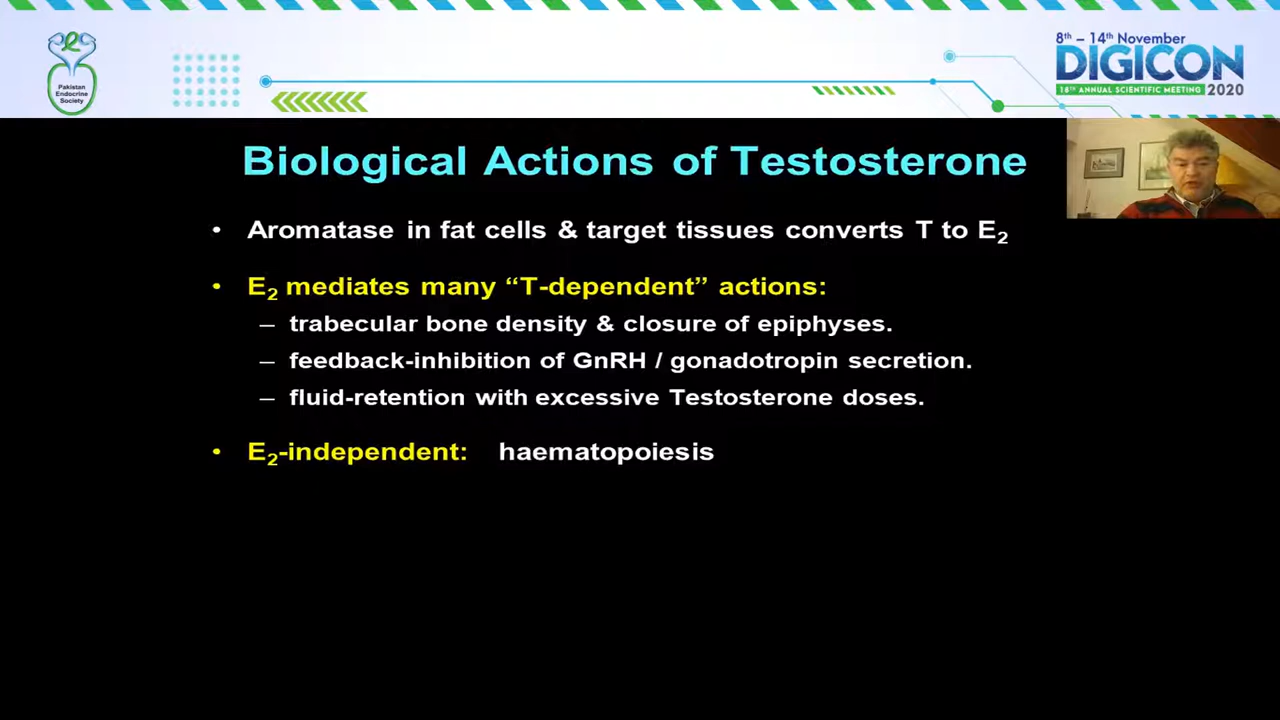 Pakistan
Endocrine
Society
8th – 14th November
DIGICON
18TH ANNUAL SCIENTIFIC MEETING 2020
Biological Actions of Testosterone
• Aromatase in fat cells & target tissues converts T to E2
• E2 mediates many “T-dependent” actions:
– trabecular bone density & closure of epiphyses.
– feedback-inhibition of GnRH / gonadotropin secretion.
– fluid-retention with excessive Testosterone doses.
• E2-independent: haematopoiesis